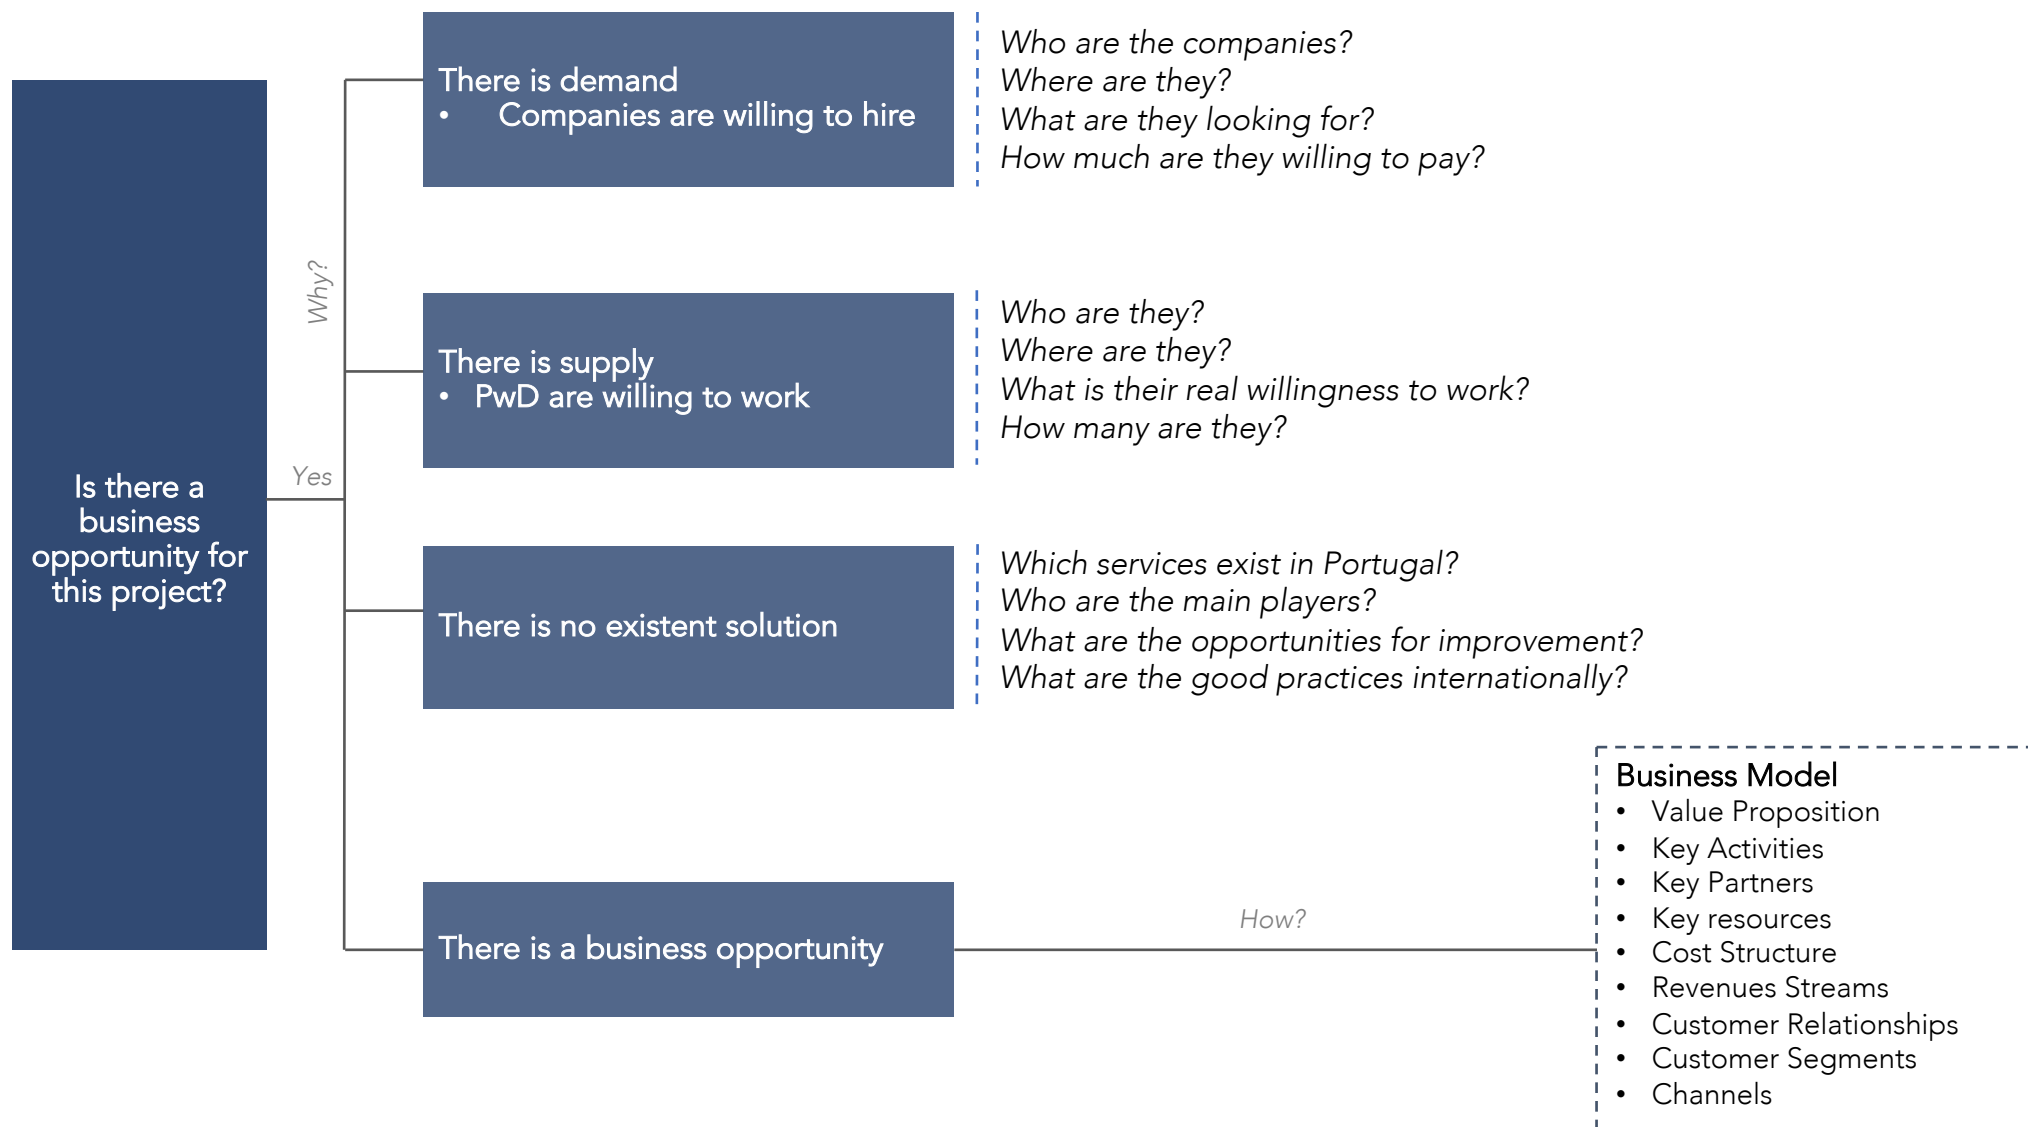 Is there a
business
opportunity for
this project?
Yes
Why?
There is demand
• Companies are willing to hire
Who are the companies?
Where are they?
What are they looking for?
How much are they willing to pay?
There is supply
• PwD are willing to work
Who are they?
Where are they?
What is their real willingness to work?
How many are they?
There is no existent solution
Which services exist in Portugal?
Who are the main players?
What are the opportunities for improvement?
What are the good practices internationally?
There is a business opportunity
How?
Business Model
• Value Proposition
• Key Activities
• Key Partners
• Key resources
• Cost Structure
• Revenues Streams
• Customer Relationships
• Customer Segments
• Channels